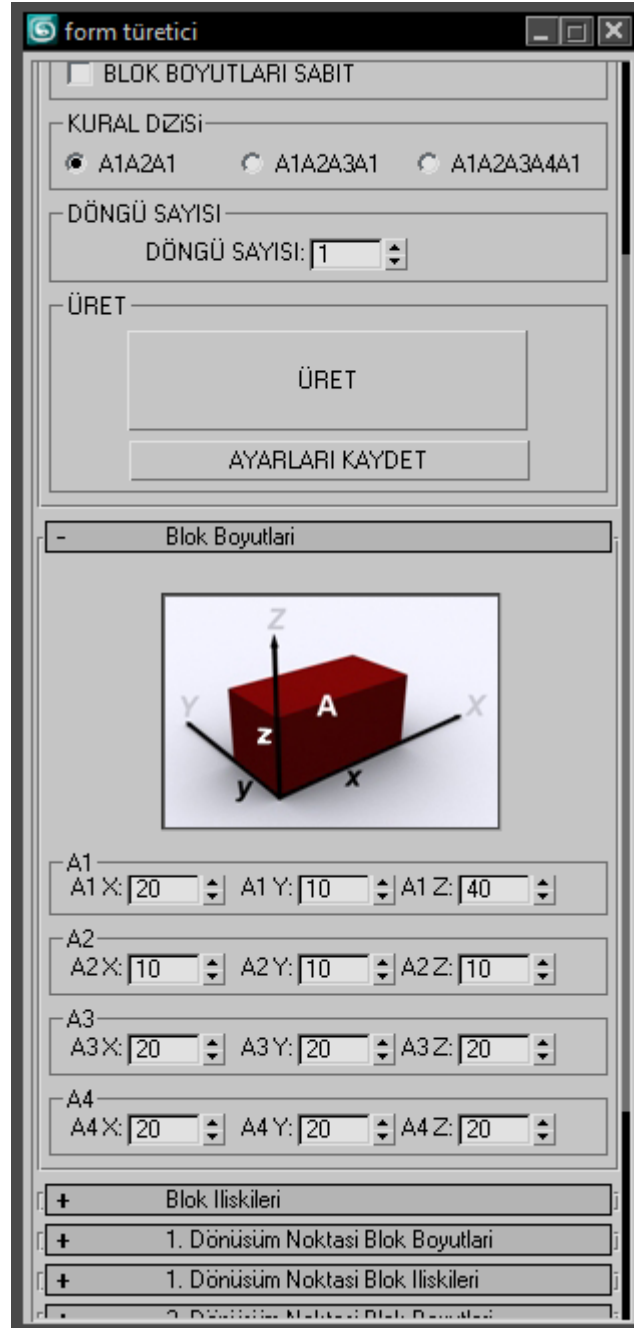 form türetici
BLOK BOYUTLARI SABIT
KURAL DiZiSi
A1A2A1 A1A2A3A1 A1A2A3A4A1
DÖNGÜ SAYISI
DÖNGÜ SAYISI: 1
ÜRET
ÜRET
AYARLARI KAYDET
- Blok Boyutlari
Z
Y A X
z
y x
A1
A1 X: 20 A1 Y: 10 A1 Z: 40
A2
A2 X: 10 A2 Y: 10 A2 Z: 10
A3
A3 X: 20 A3 Y: 20 A3 Z: 20
A4
A4 X: 20 A4 Y: 20 A4 Z: 20
+ Blok Iliskileri
+ 1. Dönüsüm Noktasi Blok Boyutlari
+ 1. Dönüsüm Noktasi Blok Iliskileri